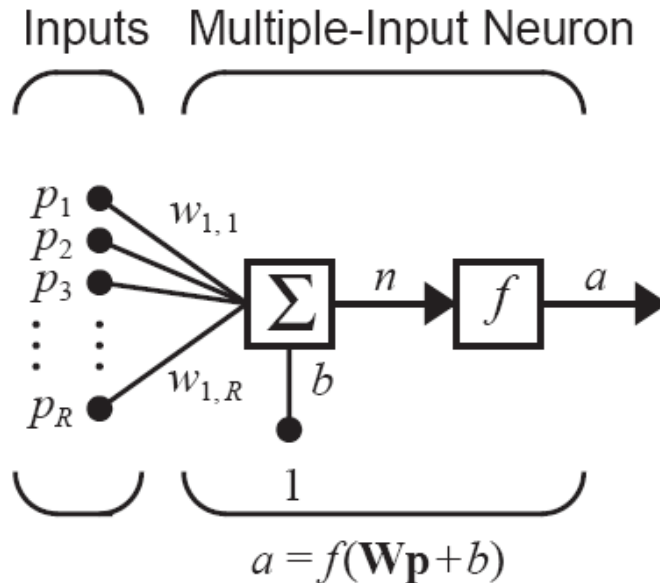 Inputs Multiple-Input Neuron
p1 w1,1
p2
p3 Σ n f a
pR w1,R b
1
a = f(Wp+b)